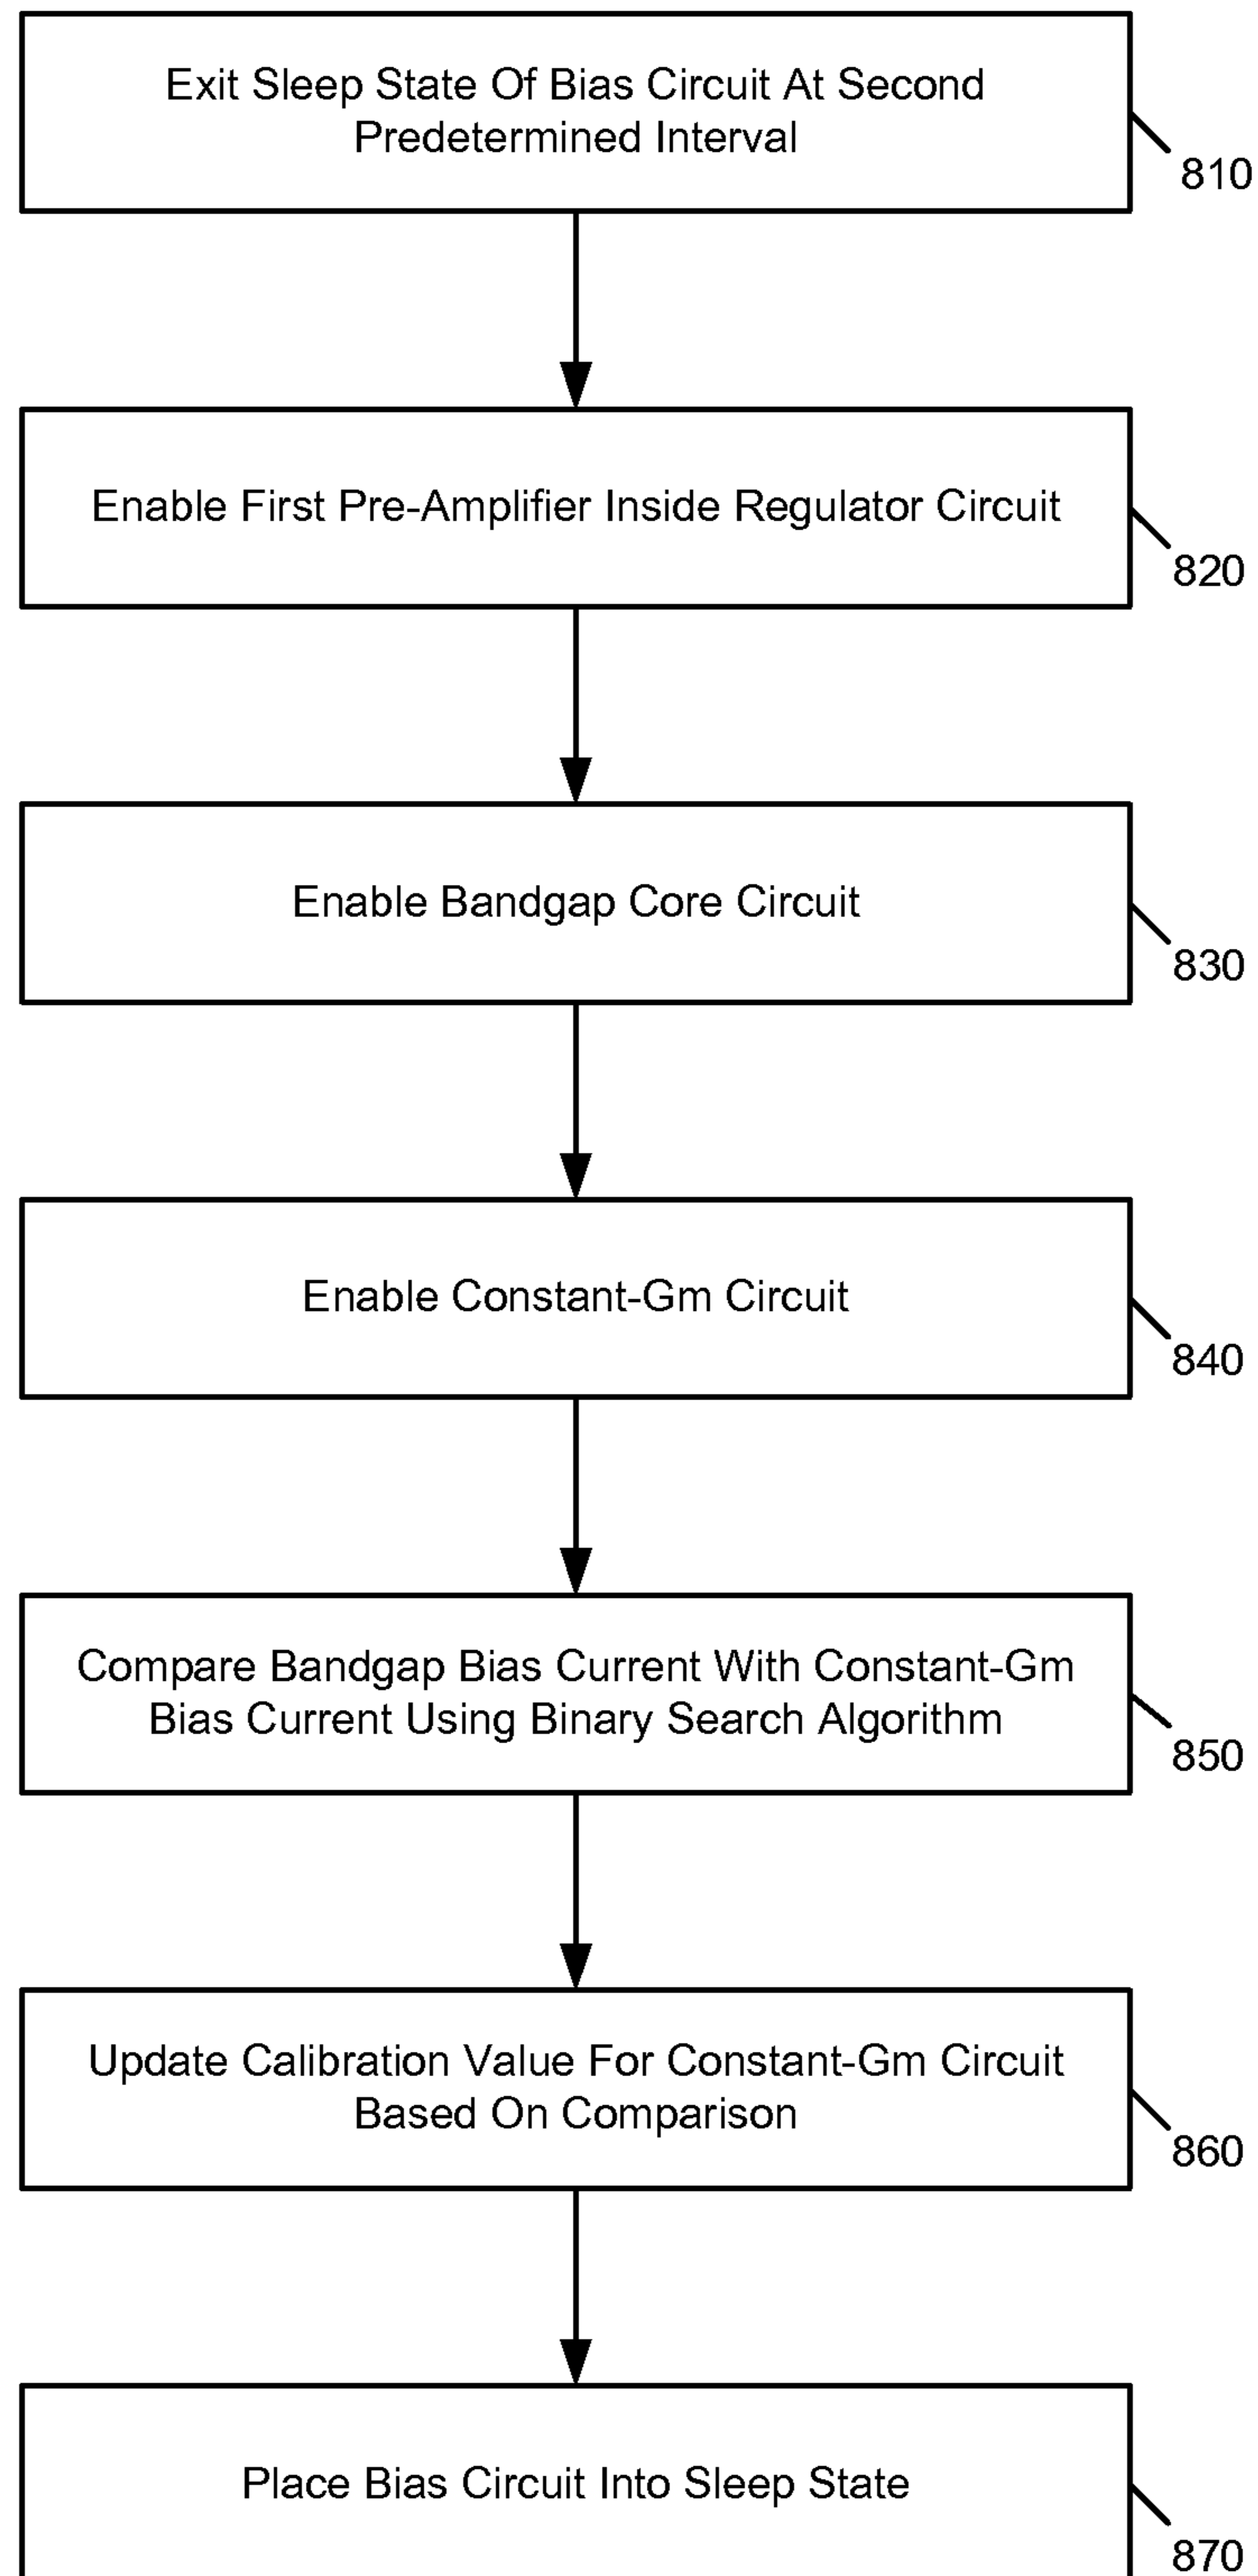 Exit Sleep State Of Bias Circuit At Second
Predetermined Interval
810
Enable First Pre-Amplifier Inside Regulator Circuit
820
Enable Bandgap Core Circuit
830
Enable Constant-Gm Circuit
840
Compare Bandgap Bias Current With Constant-Gm
Bias Current Using Binary Search Algorithm
850
Update Calibration Value For Constant-Gm Circuit
Based On Comparison
860
Place Bias Circuit Into Sleep State
870